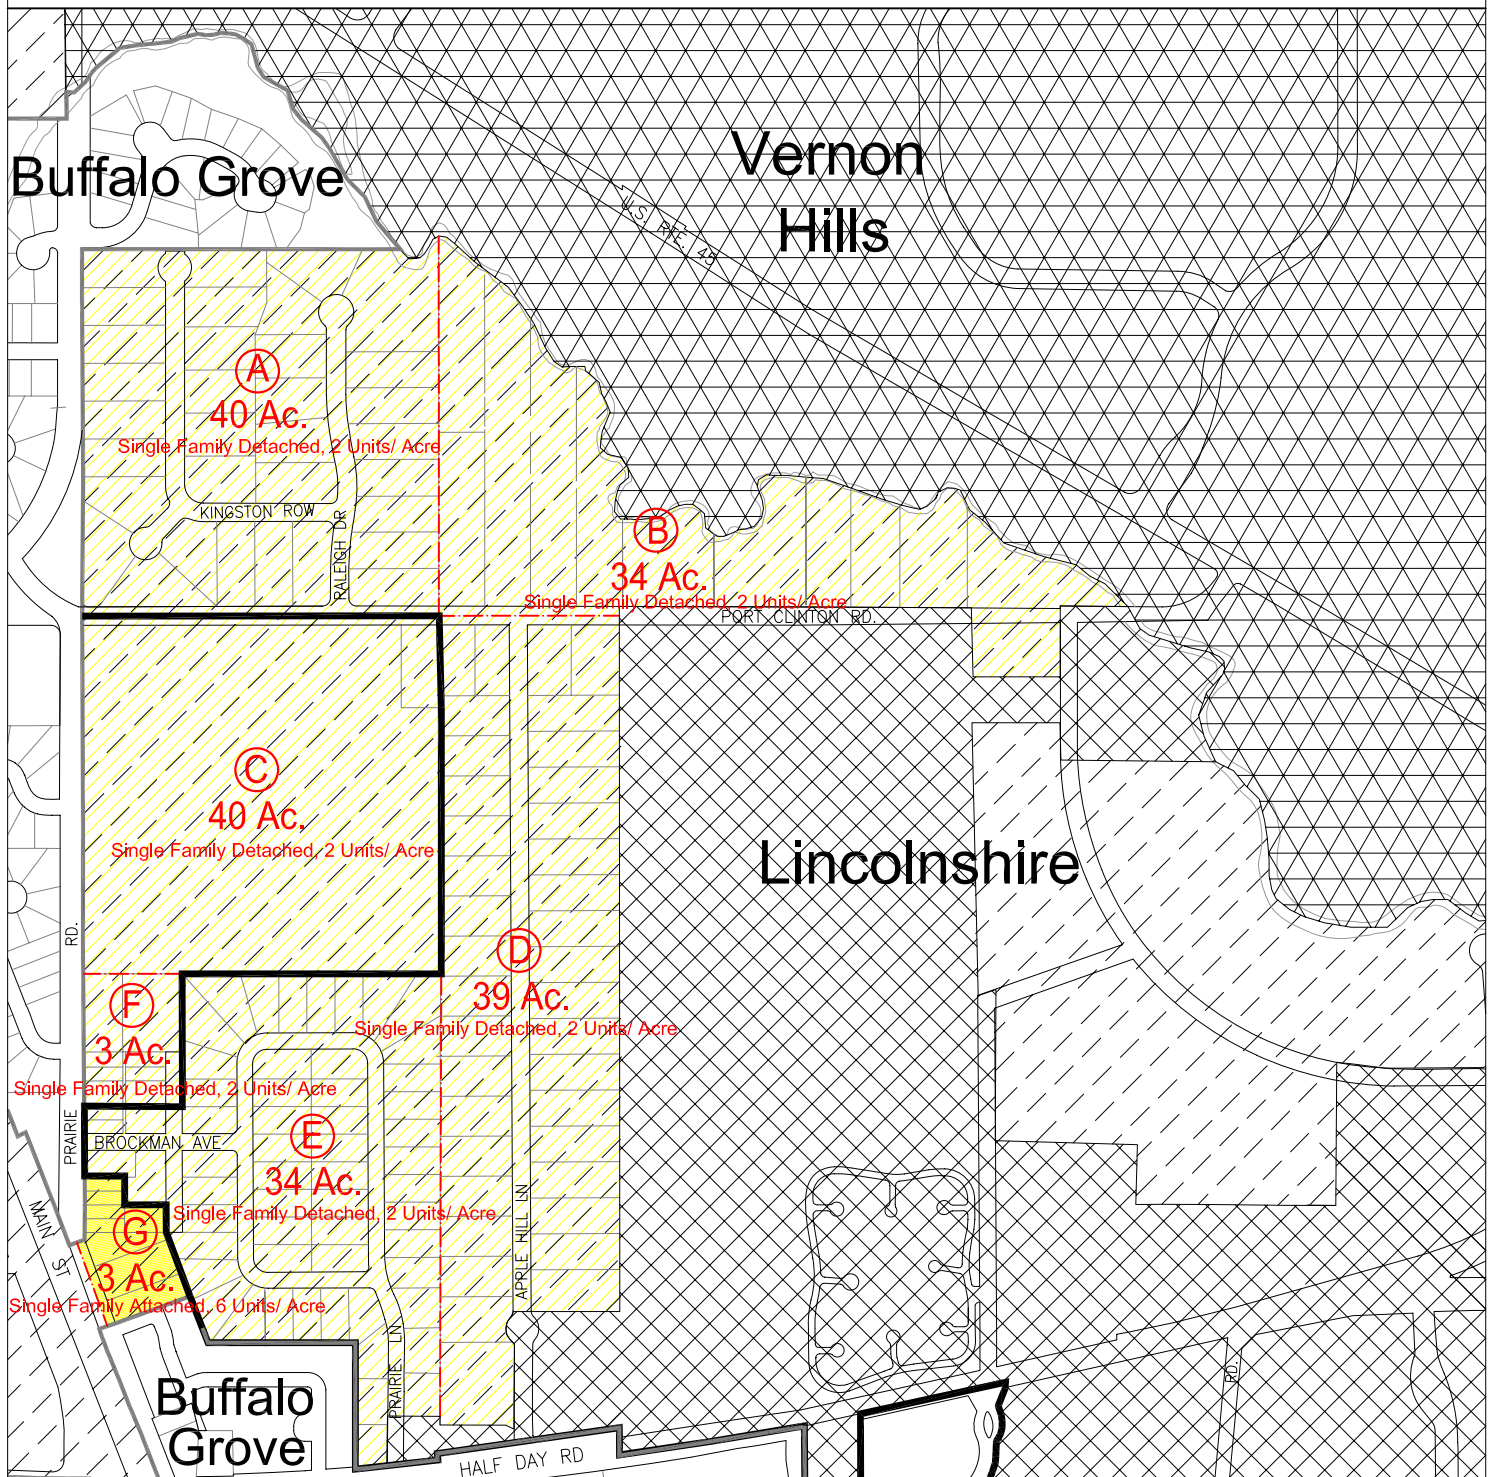 Vernon
Hills
Buffalo Grove
U.S. RTE. 45
A
40 Ac.
Single Family Detached, 2 Units/ Acre
KINGSTON ROW
RALEIGH DR
B
34 Ac.
Single Family Detached, 2 Units/ Acre
PORT CLINTON RD.
C
40 Ac.
Single Family Detached, 2 Units/ Acre
Lincolnshire
RD.
D
39 Ac.
Single Family Detached, 2 Units/ Acre
F
3 Ac.
Single Family Detached, 2 Units/ Acre
PRAIRIE
BROCKMAN AVE
E
34 Ac.
Single Family Detached, 2 Units/ Acre
MAIN ST
G
3 Ac.
Single Family Attached, 6 Units/ Acre
APPLE HILL LN
PRAIRIE LN
RD.
Buffalo
Grove
HALF DAY RD